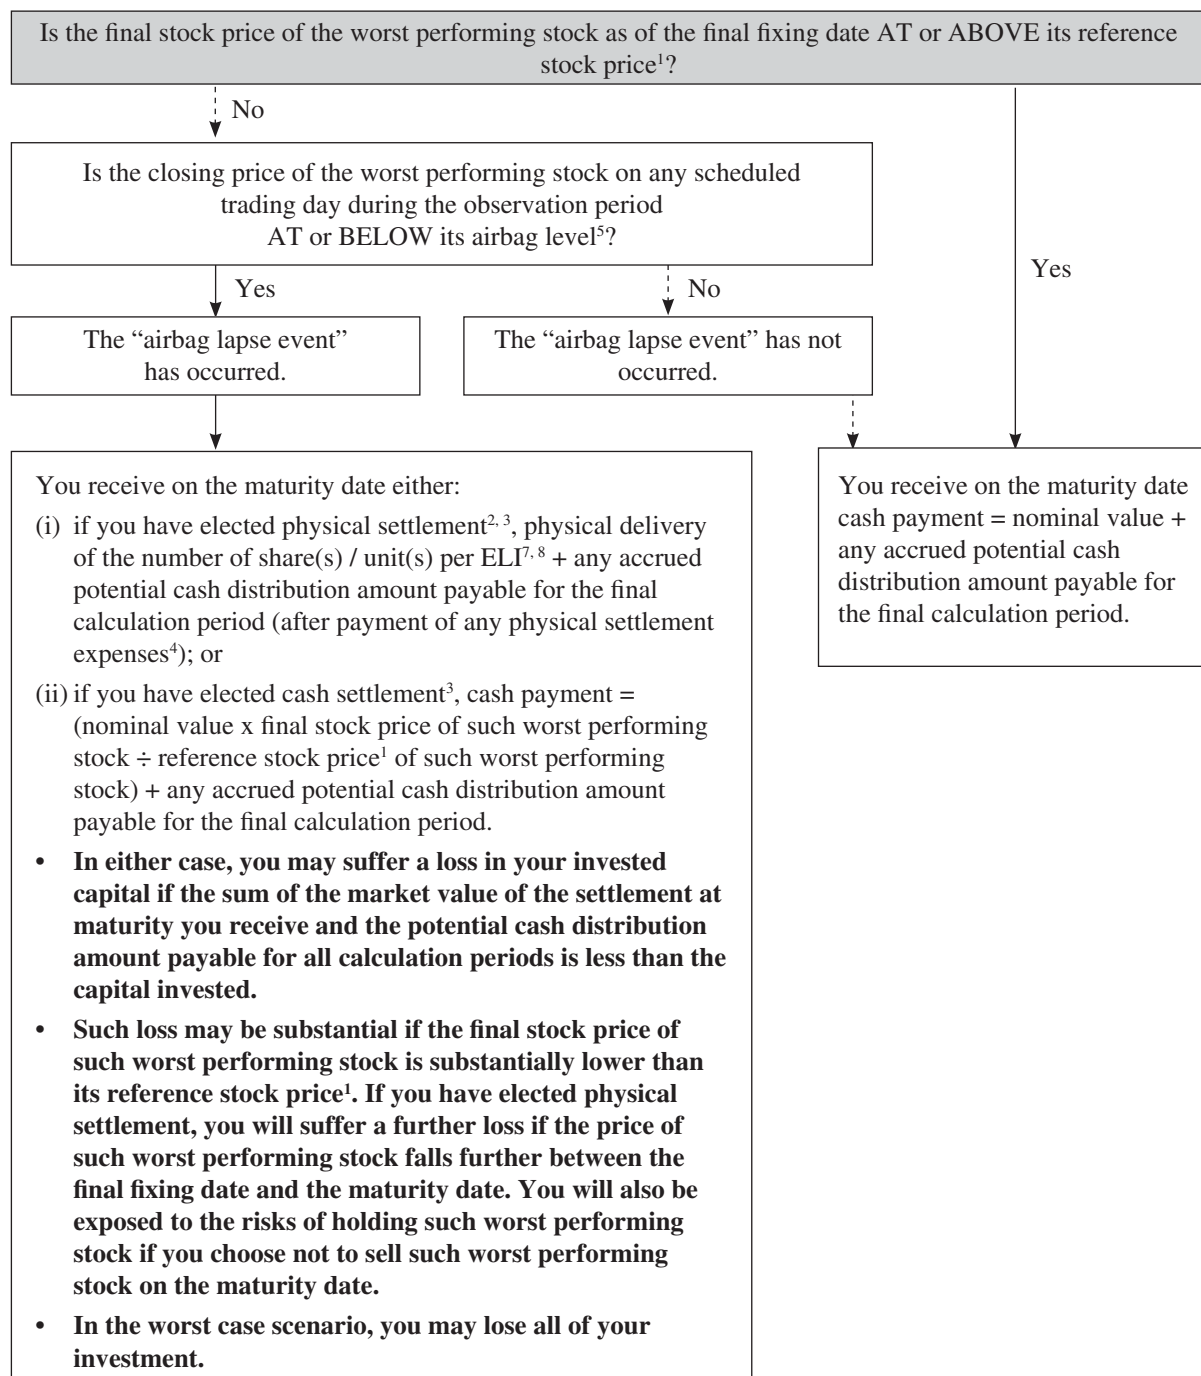 Is the final stock price of the worst performing stock as of the final fixing date AT or ABOVE its reference
stock price¹?
No
Is the closing price of the worst performing stock on any scheduled
trading day during the observation period
AT or BELOW its airbag level⁵?
Yes
Yes
No
The “airbag lapse event”
has occurred.
The “airbag lapse event” has not
occurred.
You receive on the maturity date either:
(i) if you have elected physical settlement²,³, physical delivery
of the number of share(s) / unit(s) per ELI⁷,⁸ + any accrued
potential cash distribution amount payable for the final
calculation period (after payment of any physical settlement
expenses⁴); or
(ii) if you have elected cash settlement³, cash payment =
(nominal value x final stock price of such worst performing
stock ÷ reference stock price¹ of such worst performing
stock) + any accrued potential cash distribution amount
payable for the final calculation period.
• In either case, you may suffer a loss in your invested
capital if the sum of the market value of the settlement at
maturity you receive and the potential cash distribution
amount payable for all calculation periods is less than the
capital invested.
• Such loss may be substantial if the final stock price of
such worst performing stock is substantially lower than
its reference stock price¹. If you have elected physical
settlement, you will suffer a further loss if the price of
such worst performing stock falls further between the
final fixing date and the maturity date. You will also be
exposed to the risks of holding such worst performing
stock if you choose not to sell such worst performing
stock on the maturity date.
• In the worst case scenario, you may lose all of your
investment.
You receive on the maturity date
cash payment = nominal value +
any accrued potential cash
distribution amount payable for
the final calculation period.